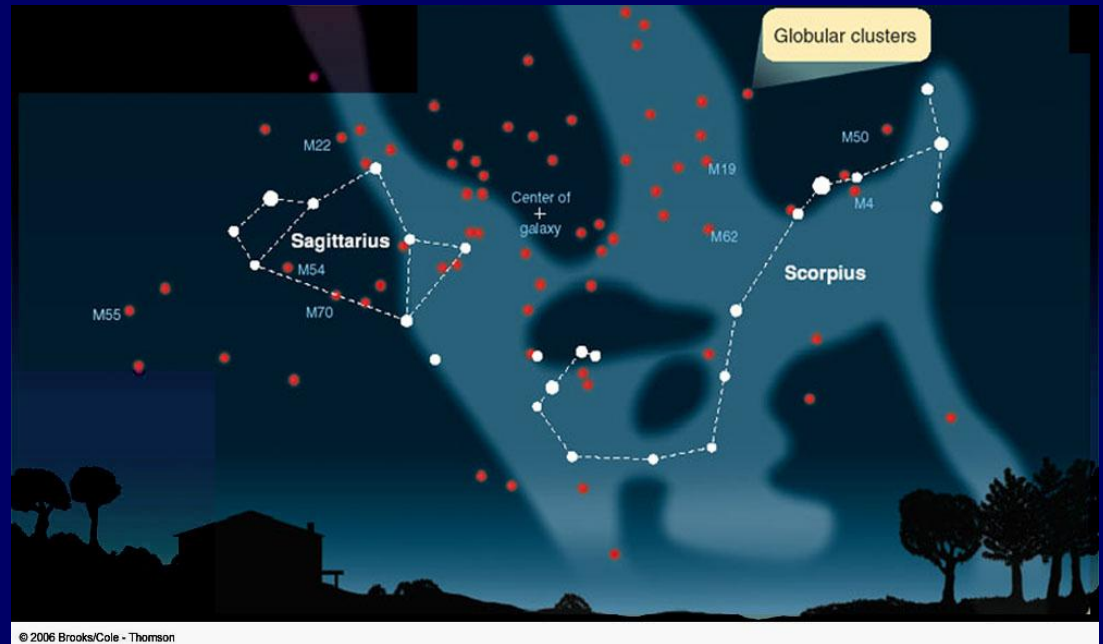 Globular clusters
M22
M50
M19
Center of
galaxy
M4
Sagittarius
M62
M54
Scorpius
M70
M55
© 2006 Brooks/Cole - Thomson